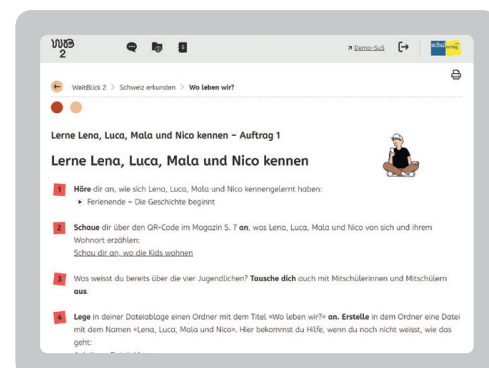 WB
2
Demo-SuS
schul
verlag
WeitBlick 2 > Schweiz erkunden > Wo leben wir?
Lerne Lena, Luca, Mala und Nico kennen – Auftrag 1
Lerne Lena, Luca, Mala und Nico kennen
1 Höre dir an, wie sich Lena, Luca, Mala und Nico kennengelernt haben:
Ferienende – Die Geschichte beginnt
2 Schaue dir über den QR-Code im Magazin S. 7 an, was Lena, Luca, Mala und Nico von sich und ihrem
Wohnort erzählen:
Schau dir an, wo die Kids wohnen
3 Was weisst du bereits über die vier Jugendlichen? Tausche dich auch mit Mitschülerinnen und Mitschülern
aus.
4 Lege in deiner Dateiablage einen Ordner mit dem Titel «Wo leben wir?» an. Erstelle in dem Ordner eine Datei
mit dem Namen «Lena, Luca, Mala und Nico». Hier bekommst du Hilfe, wenn du noch nicht weisst, wie das
geht: